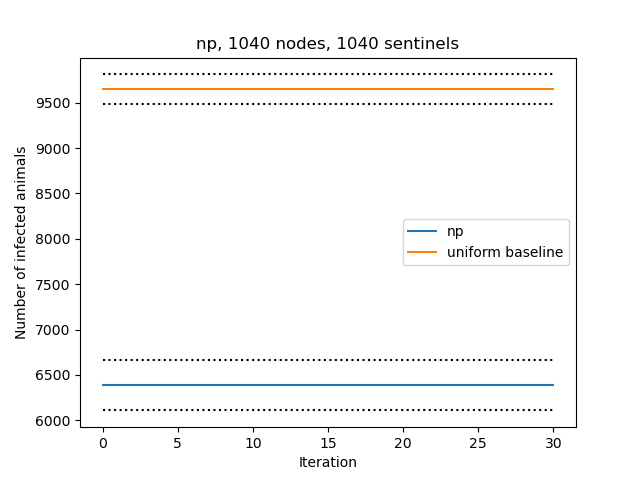 np, 1040 nodes, 1040 sentinels
Number of infected animals
9500
9000
8500
8000
7500
7000
6500
6000
np
uniform baseline
0 5 10 15 20 25 30
Iteration